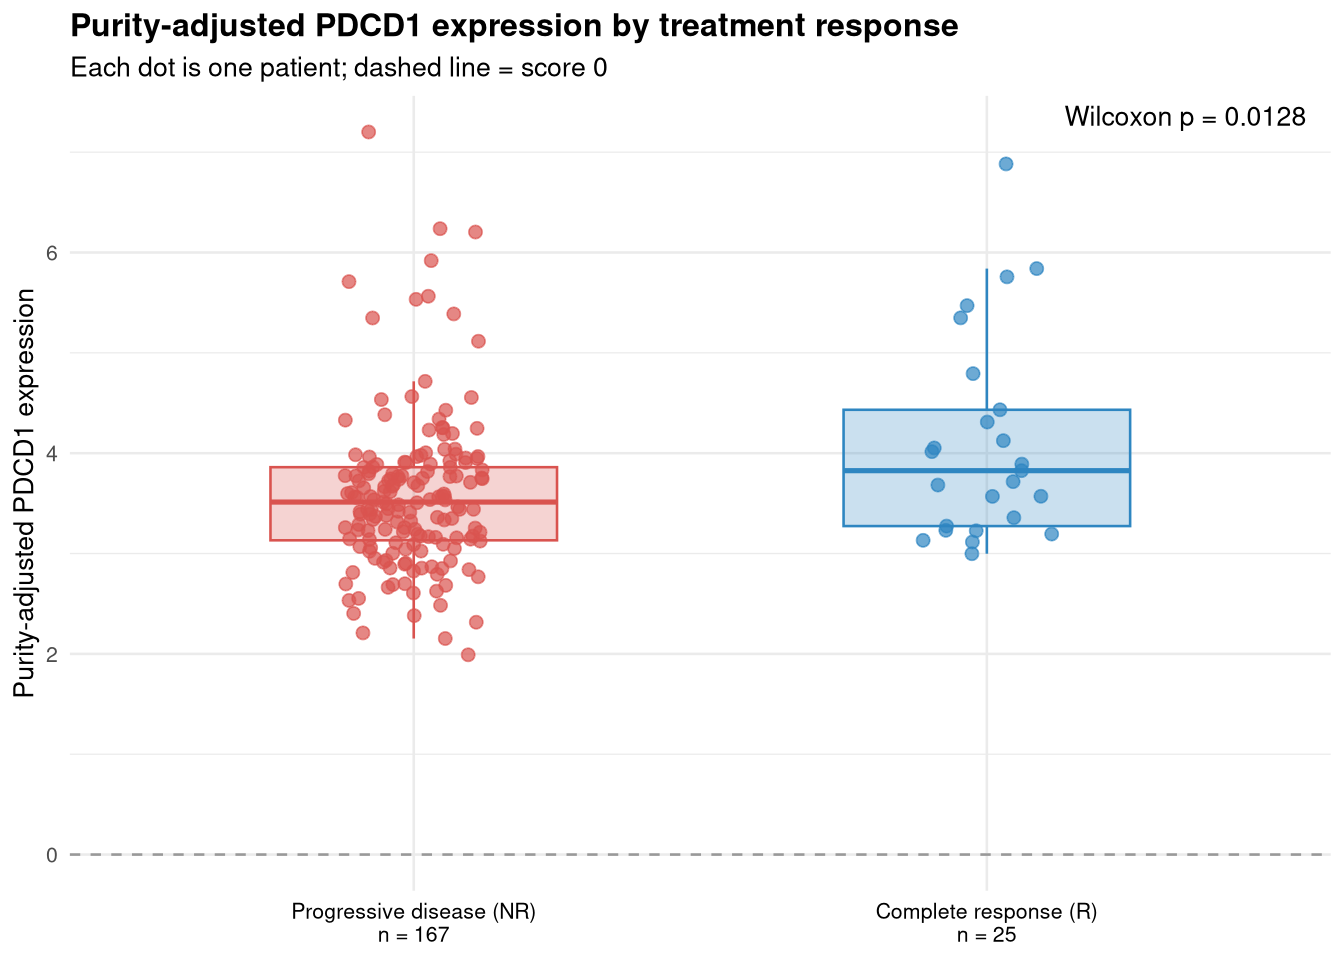 Purity-adjusted PDCD1 expression by treatment response
Each dot is one patient; dashed line = score 0
Wilcoxon p = 0.0128
Purity-adjusted PDCD1 expression
6
4
2
0
Progressive disease (NR)
n = 167
Complete response (R)
n = 25